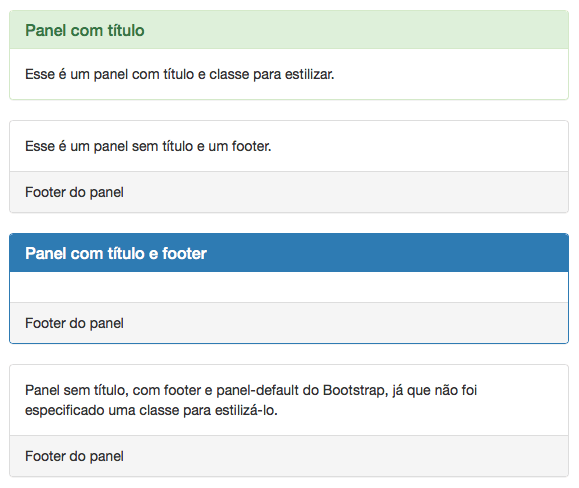 Panel com título
Esse é um panel com título e classe para estilizar.
Esse é um panel sem título e um footer.
Footer do panel
Panel com título e footer
Footer do panel
Panel sem título, com footer e panel-default do Bootstrap, já que não foi
especificado uma classe para estilizá-lo.
Footer do panel